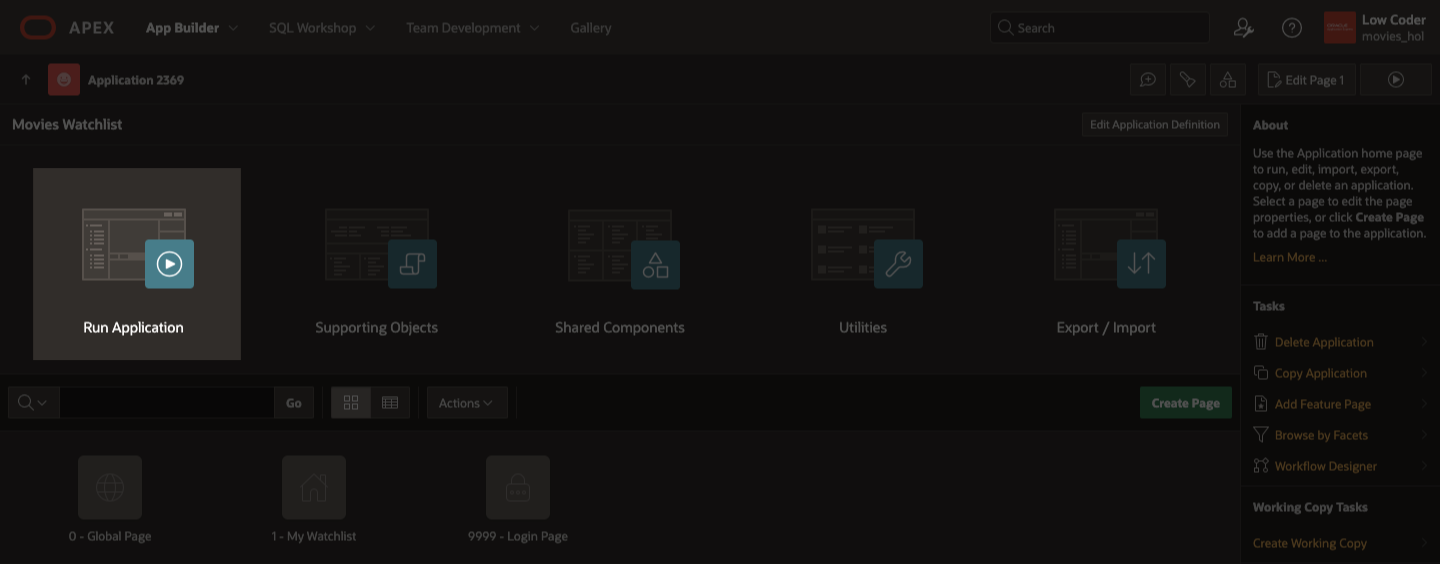 APEX
App Builder
SQL Workshop
Team Development
Gallery
Search
Low Coder
movies_hol
Application 2369
Edit Page 1
Movies Watchlist
Edit Application Definition
Run Application
Supporting Objects
Shared Components
Utilities
Export / Import
Go
Actions
Create Page
0 - Global Page
1 - My Watchlist
9999 - Login Page
About
Use the Application home page
to run, edit, import, export,
copy, or delete an application.
Select a page to edit the page
properties, or click Create Page
to add a page to the application.
Learn More ...
Tasks
Delete Application
Copy Application
Add Feature Page
Browse by Facets
Workflow Designer
Working Copy Tasks
Create Working Copy